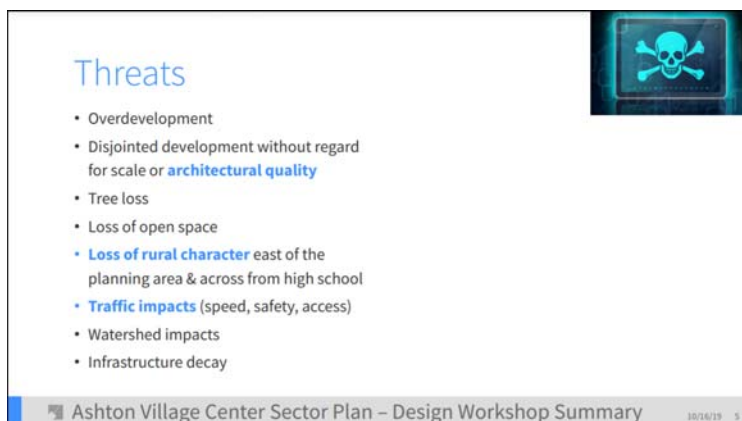 Threats
• Overdevelopment
• Disjointed development without regard
for scale or architectural quality
• Tree loss
• Loss of open space
• Loss of rural character east of the
planning area & across from high school
• Traffic impacts (speed, safety, access)
• Watershed impacts
• Infrastructure decay
Ashton Village Center Sector Plan – Design Workshop Summary 10/16/19 5